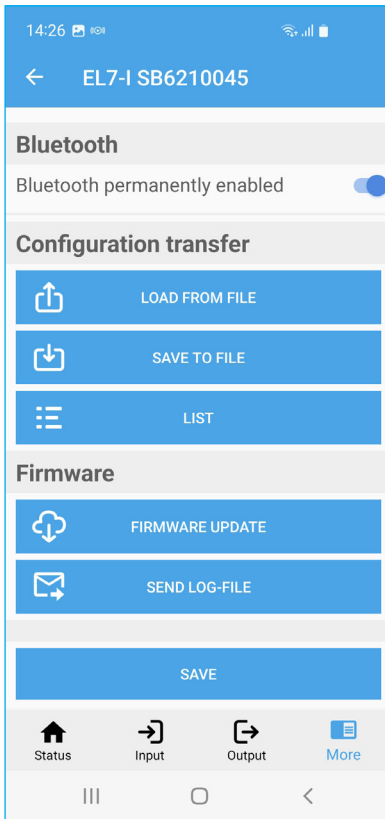 14:26
EL7-I SB6210045
Bluetooth
Bluetooth permanently enabled
Configuration transfer
LOAD FROM FILE
SAVE TO FILE
LIST
Firmware
FIRMWARE UPDATE
SEND LOG-FILE
SAVE
Status Input Output More